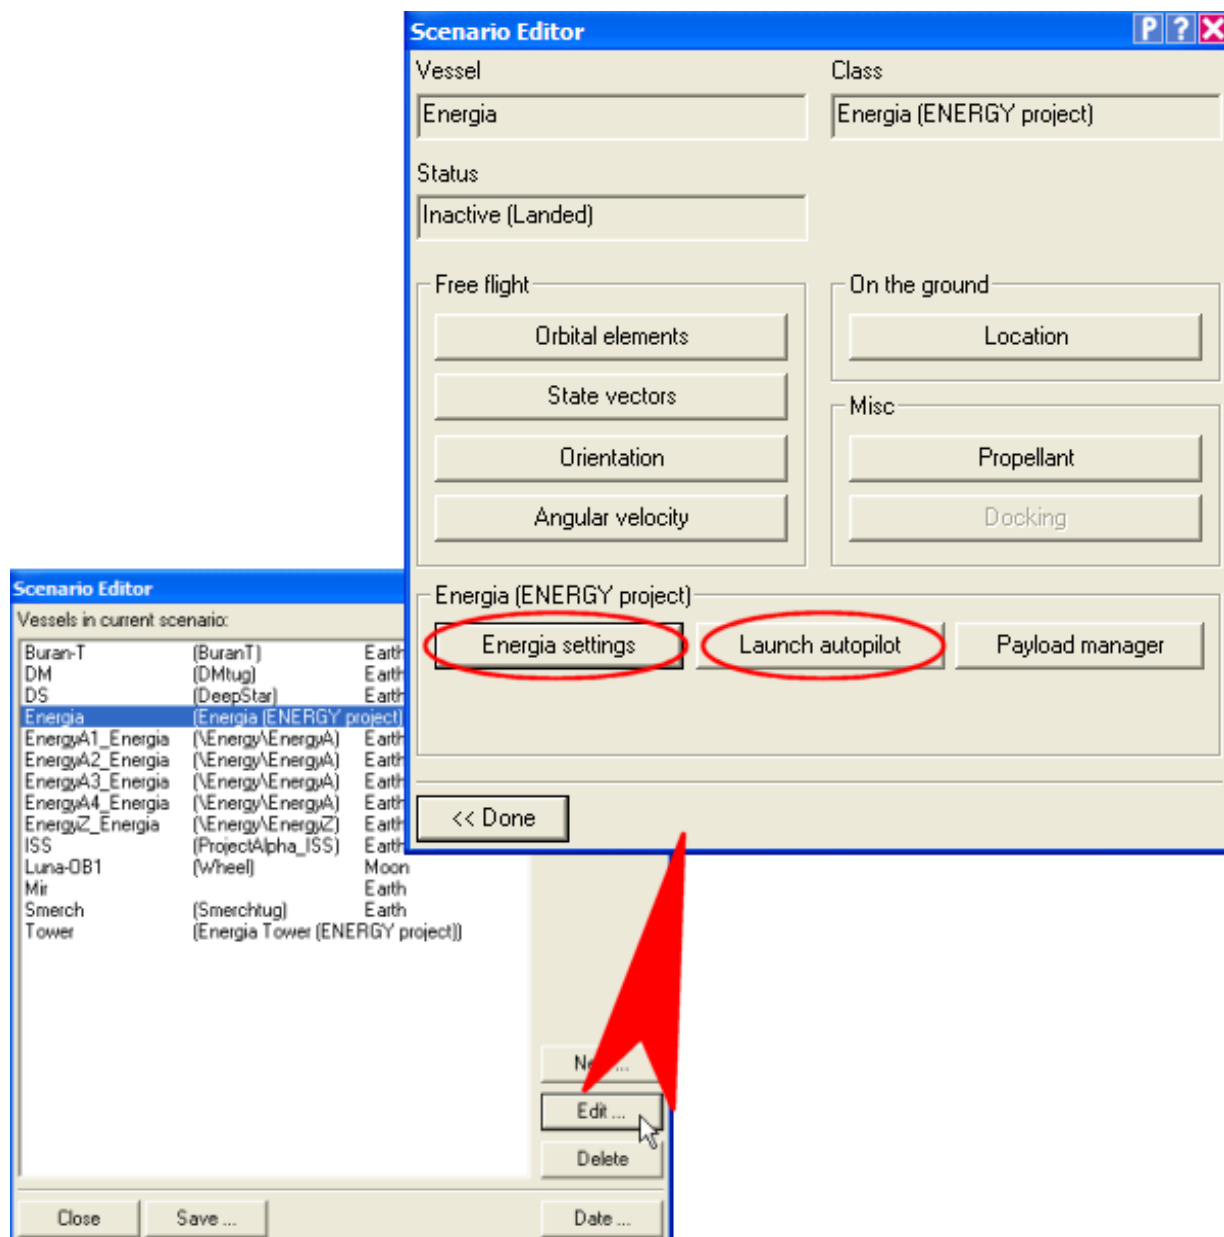 Scenario Editor
P ? X
Vessel Class
Energia Energia (ENERGY project)
Status
Inactive (Landed)
Free flight On the ground
Orbital elements Location
State vectors Misc
Orientation Propellant
Angular velocity Docking
Energia (ENERGY project)
Energia settings Launch autopilot Payload manager
<< Done
Scenario Editor
Vessels in current scenario:
Buran-T (BuranT) Earth
DM (DMtug) Earth
DS (DeepStar) Earth
Energia (Energia (ENERGY project)
EnergyA1_Energia (\Energy\EnergyA) Earth
EnergyA2_Energia (\Energy\EnergyA) Earth
EnergyA3_Energia (\Energy\EnergyA) Earth
EnergyA4_Energia (\Energy\EnergyA) Earth
EnergyZ_Energia (\Energy\EnergyZ) Earth
ISS (ProjectAlpha_ISS) Earth
Luna-OB1 (Wheel) Moon
Mir Earth
Smerch (Smerchtug) Earth
Tower (Energia Tower (ENERGY project))
Edit ...
Delete
Close Save ... Date ...